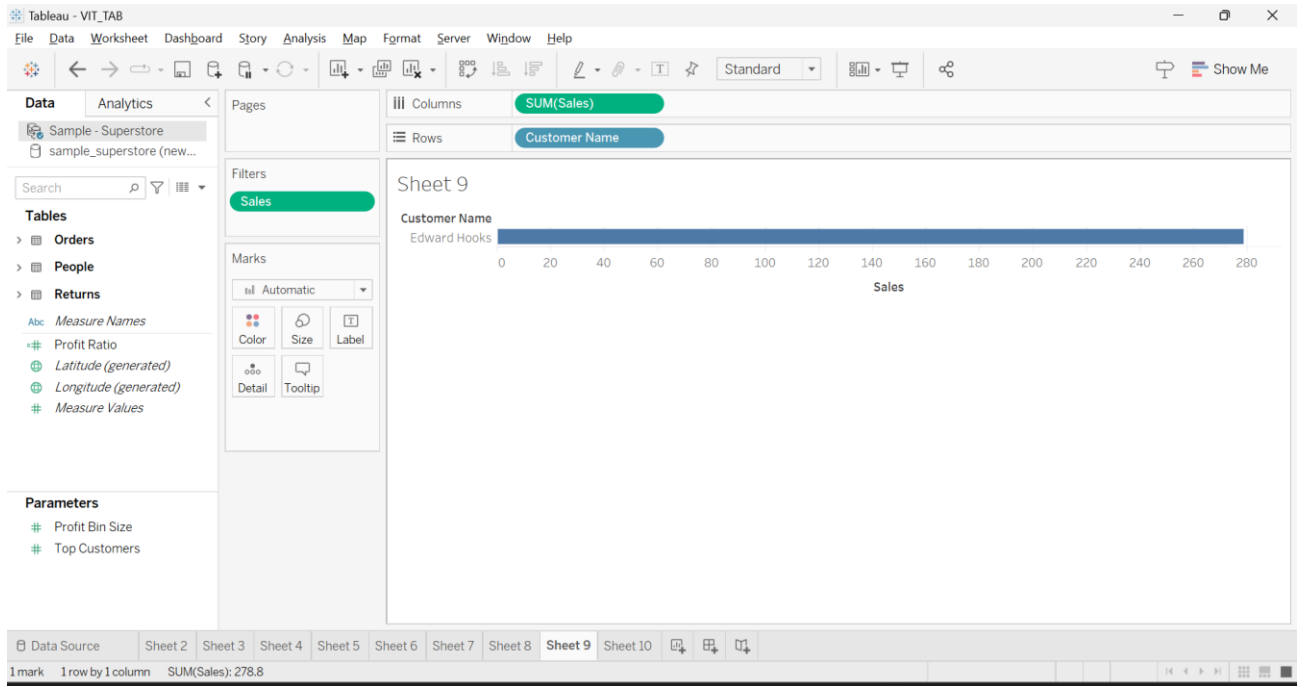 Tableau - VIT_TAB
File Data Worksheet Dashboard Story Analysis Map Format Server Window Help
Standard
Show Me
Data Analytics
Sample - Superstore
sample_superstore (new...
Search
Tables
Orders
People
Returns
Abc Measure Names
Profit Ratio
Latitude (generated)
Longitude (generated)
Measure Values
Parameters
Profit Bin Size
Top Customers
Pages
Filters
Sales
Marks
Automatic
Color Size Label
Detail Tooltip
Columns SUM(Sales)
Rows Customer Name
Sheet 9
Customer Name
Edward Hooks
0 20 40 60 80 100 120 140 160 180 200 220 240 260 280
Sales
Data Source Sheet 2 Sheet 3 Sheet 4 Sheet 5 Sheet 6 Sheet 7 Sheet 8 Sheet 9 Sheet 10
1 mark 1 row by 1 column SUM(Sales): 278.8